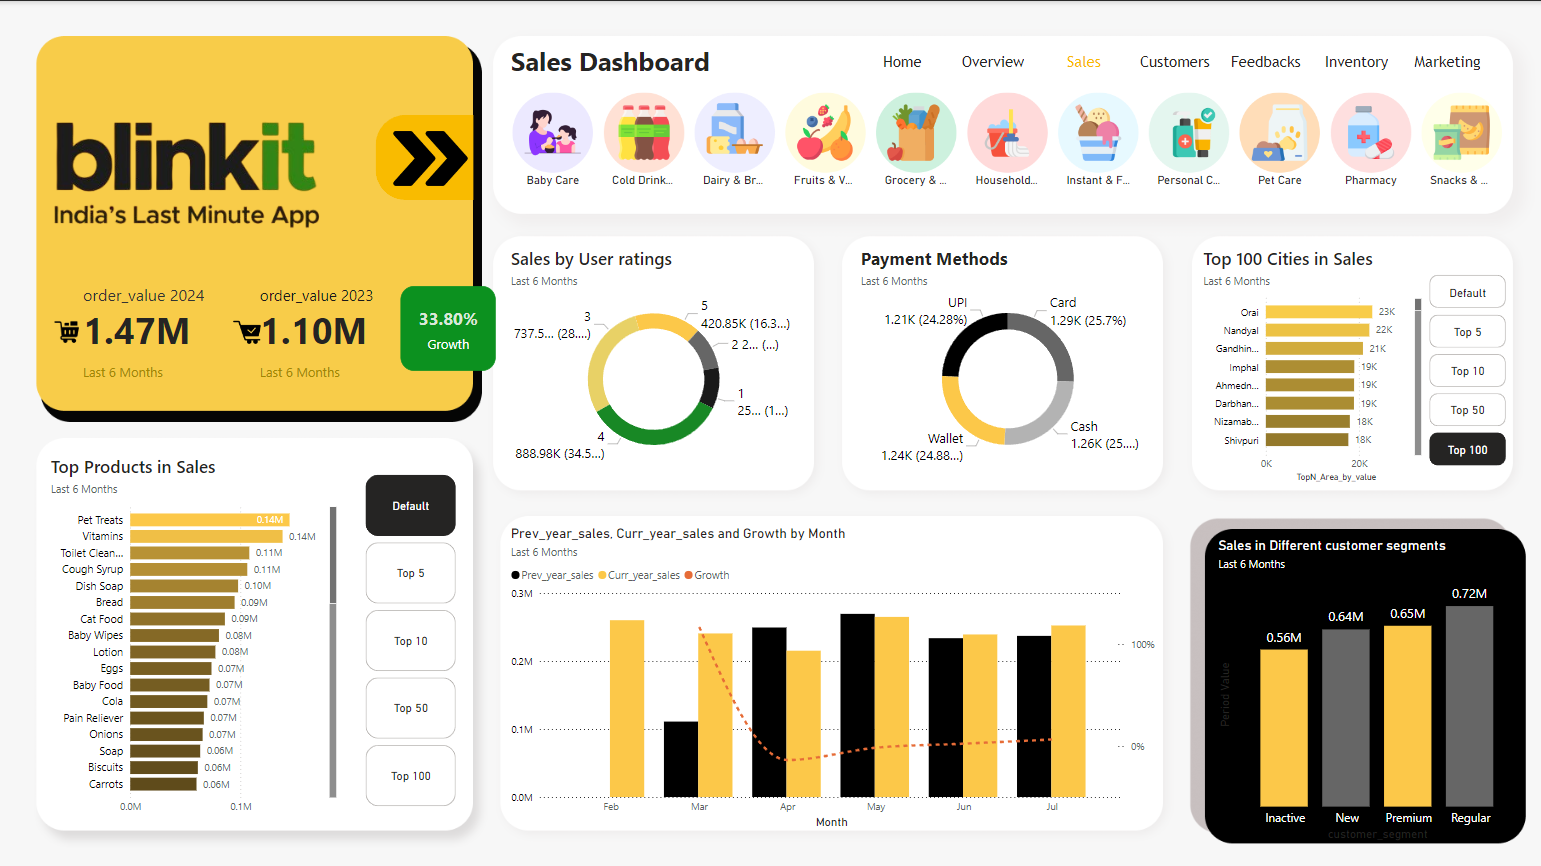 blinkit
India's Last Minute App
order_value 2024
1.47M
Last 6 Months
order_value 2023
1.10M
Last 6 Months
33.80%
Growth
Sales Dashboard
Home
Overview
Sales
Customers
Feedbacks
Inventory
Marketing
Baby Care
Cold Drink...
Dairy & Br...
Fruits & V...
Grocery & ...
Household...
Instant & F...
Personal C...
Pet Care
Pharmacy
Snacks & ...
Sales by User ratings
Last 6 Months
5
420.85K (16.3...)
2 2... (...)
1
25... (1...)
4
888.98K (34.5...)
3
737.5... (28....)
Payment Methods
Last 6 Months
UPI
1.21K (24.28%)
Card
1.29K (25.7%)
Cash
1.26K (25....)
Wallet
1.24K (24.88...)
Top 100 Cities in Sales
Last 6 Months
Orai 23K
Nandyal 22K
Gandhin... 21K
Imphal 19K
Ahmedn... 19K
Darbhan... 19K
Nizamab... 18K
Shivpuri 18K
0K 20K
TopN_Area_by_value
Default
Top 5
Top 10
Top 50
Top 100
Top Products in Sales
Last 6 Months
Pet Treats 0.14M
Vitamins 0.14M
Toilet Clean... 0.11M
Cough Syrup 0.11M
Dish Soap 0.10M
Bread 0.09M
Cat Food 0.09M
Baby Wipes 0.08M
Lotion 0.08M
Eggs 0.07M
Baby Food 0.07M
Cola 0.07M
Pain Reliever 0.07M
Onions 0.07M
Soap 0.06M
Biscuits 0.06M
Carrots 0.06M
0.0M 0.1M
Default
Top 5
Top 10
Top 50
Top 100
Prev_year_sales, Curr_year_sales and Growth by Month
Last 6 Months
Prev_year_sales Curr_year_sales Growth
0.3M
0.2M
0.1M
0.0M
100%
0%
Feb Mar Apr May Jun Jul
Month
Sales in Different customer segments
Last 6 Months
Period Value
0.56M
0.64M
0.65M
0.72M
Inactive New Premium Regular
customer_segment